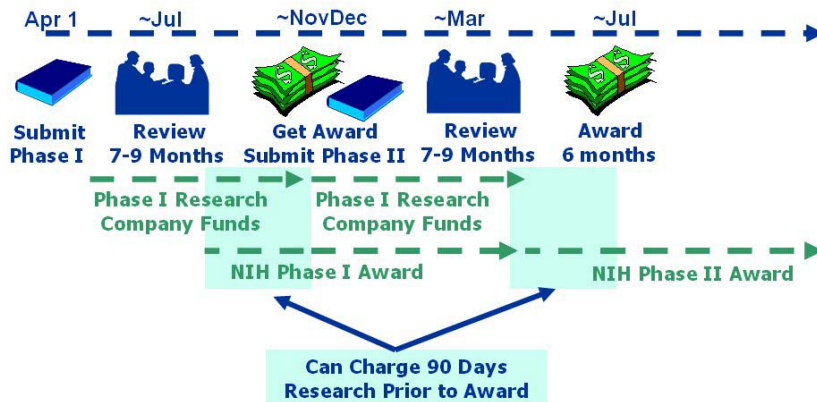 Apr 1
~Jul
~NovDec
~Mar
~Jul
Submit
Phase I
Review
7-9 Months
Get Award
Submit Phase II
Review
7-9 Months
Award
6 months
Phase I Research
Company Funds
Phase I Research
Company Funds
NIH Phase I Award
NIH Phase II Award
Can Charge 90 Days
Research Prior to Award